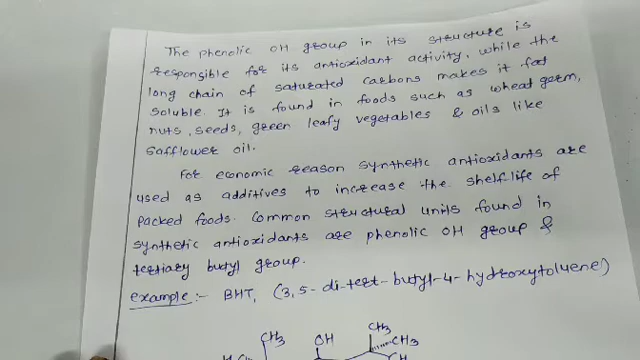 The phenolic OH group in its structure is
responsible for its antioxidant activity, while the
long chain of saturated carbons makes it fat
soluble. It is found in foods such as wheat germ,
nuts, seeds, green leafy vegetables & oils like
safflower oil.
For economic reason synthetic antioxidants are
used as additives to increase the shelf life of
packed foods. Common structural units found in
synthetic antioxidants are phenolic OH group &
tertiary butyl group.
example:- BHT, (3,5-di-tert-butyl-4-hydroxytoluene)
CH3
CH3 OH CH3